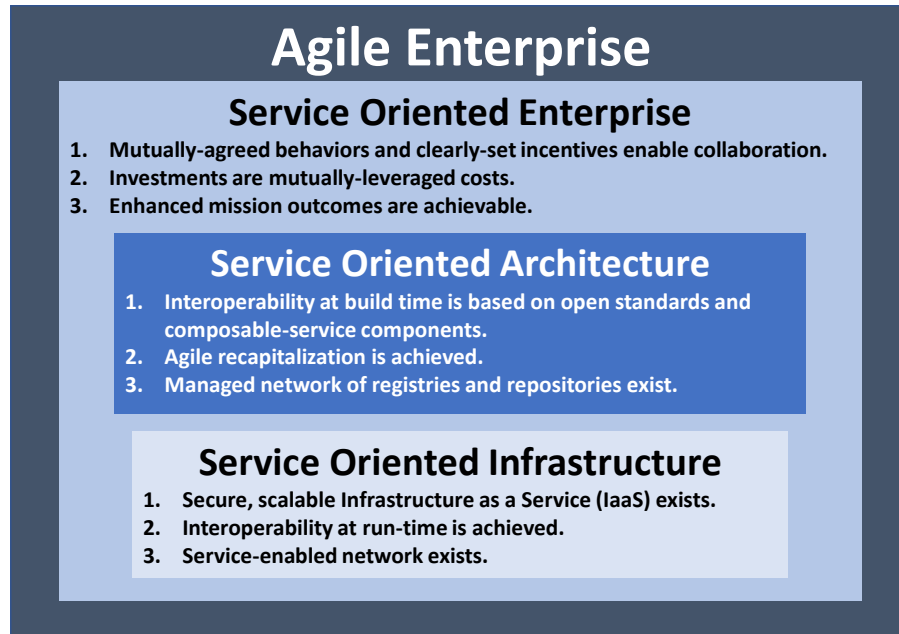 Agile Enterprise
Service Oriented Enterprise
1. Mutually-agreed behaviors and clearly-set incentives enable collaboration.
2. Investments are mutually-leveraged costs.
3. Enhanced mission outcomes are achievable.
Service Oriented Architecture
1. Interoperability at build time is based on open standards and
composable-service components.
2. Agile recapitalization is achieved.
3. Managed network of registries and repositories exist.
Service Oriented Infrastructure
1. Secure, scalable Infrastructure as a Service (IaaS) exists.
2. Interoperability at run-time is achieved.
3. Service-enabled network exists.